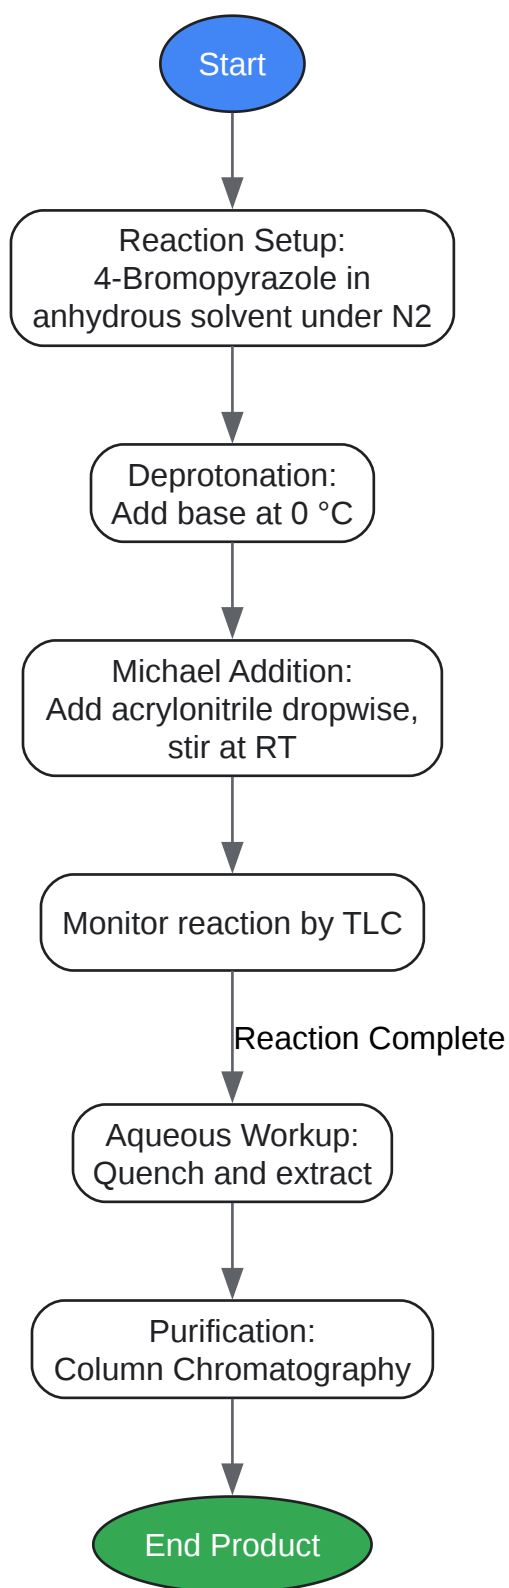 Start
Reaction Setup:
4-Bromopyrazole in
anhydrous solvent under N2
Deprotonation:
Add base at 0 °C
Michael Addition:
Add acrylonitrile dropwise,
stir at RT
Monitor reaction by TLC
Reaction Complete
Aqueous Workup:
Quench and extract
Purification:
Column Chromatography
End Product